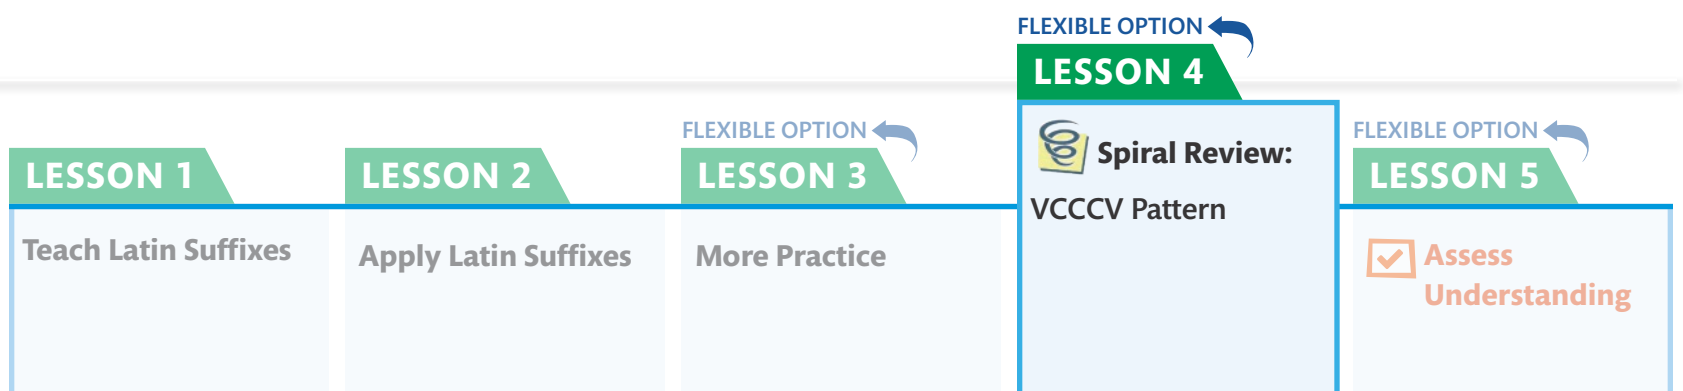 LESSON 1
Teach Latin Suffixes
LESSON 2
Apply Latin Suffixes
FLEXIBLE OPTION
LESSON 3
More Practice
FLEXIBLE OPTION
LESSON 4
Spiral Review:
VCCCV Pattern
FLEXIBLE OPTION
LESSON 5
Assess
Understanding